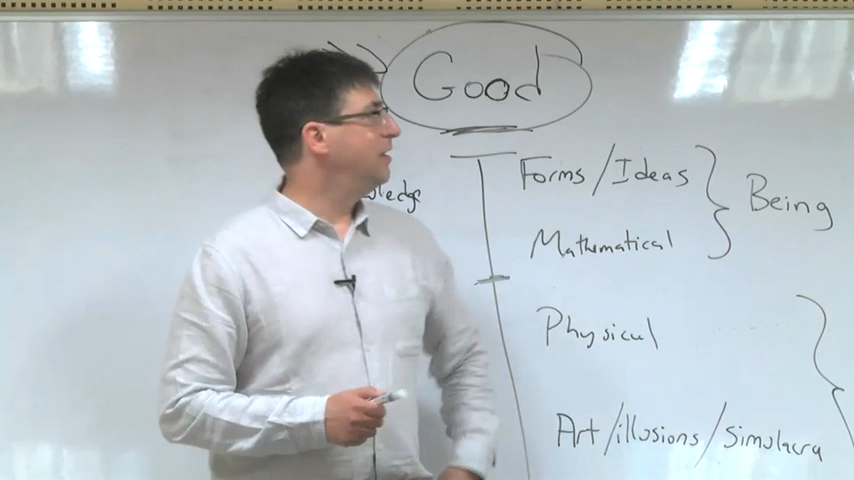 Good
Forms/Ideas
Being
Mathematical
Physical
Art/illusions/Simulacra